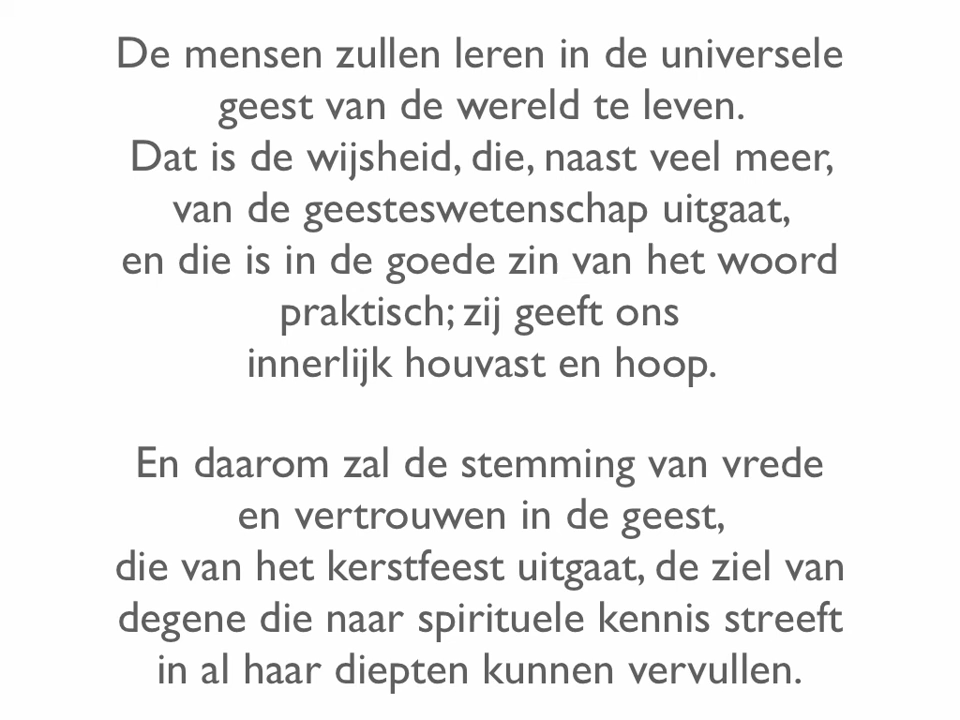 De mensen zullen leren in de universele
geest van de wereld te leven.
Dat is de wijsheid, die, naast veel meer,
van de geesteswetenschap uitgaat,
en die is in de goede zin van het woord
praktisch; zij geeft ons
innerlijk houvast en hoop.
En daarom zal de stemming van vrede
en vertrouwen in de geest,
die van het kerstfeest uitgaat, de ziel van
degene die naar spirituele kennis streeft
in al haar diepten kunnen vervullen.